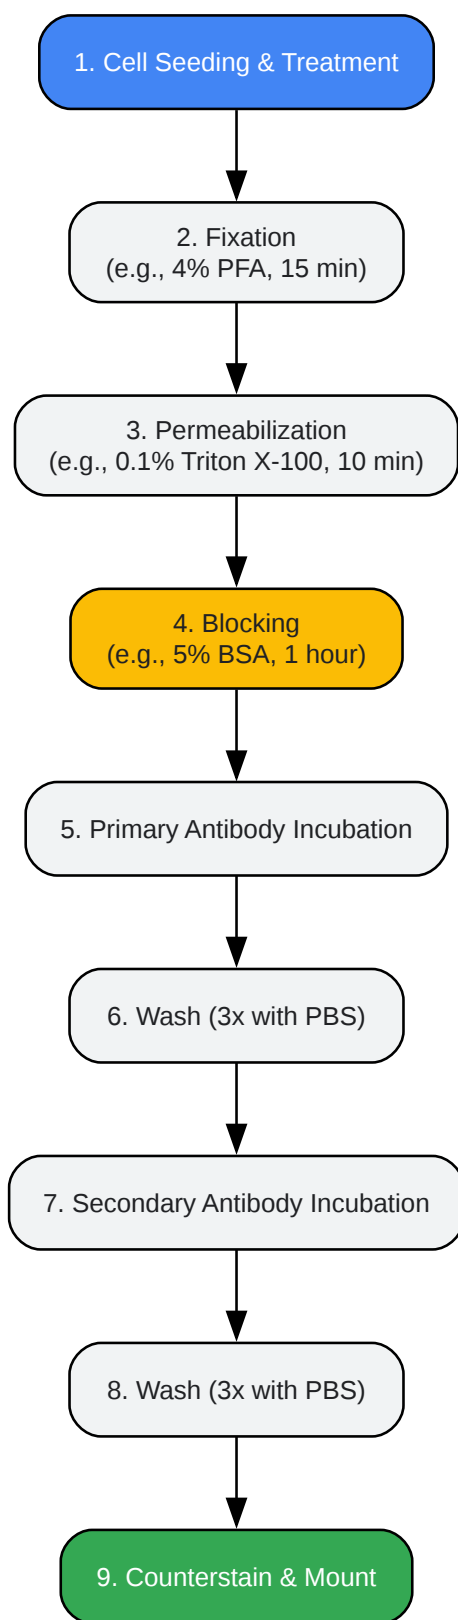 1. Cell Seeding & Treatment
2. Fixation
(e.g., 4% PFA, 15 min)
3. Permeabilization
(e.g., 0.1% Triton X-100, 10 min)
4. Blocking
(e.g., 5% BSA, 1 hour)
5. Primary Antibody Incubation
6. Wash (3x with PBS)
7. Secondary Antibody Incubation
8. Wash (3x with PBS)
9. Counterstain & Mount